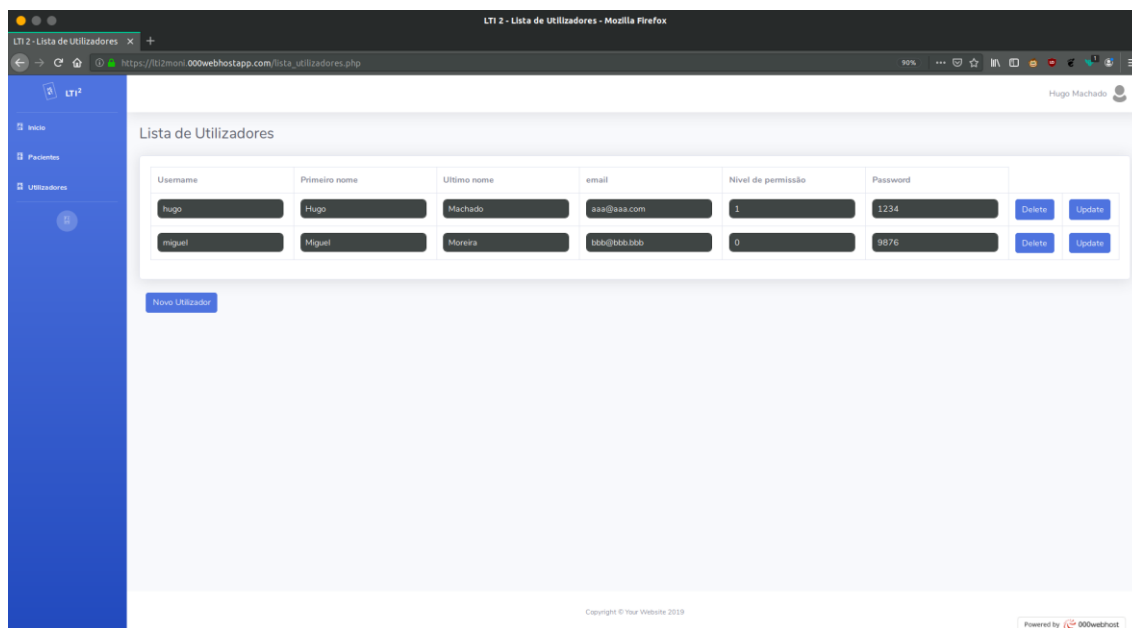 LTI 2 - Lista de Utilizadores - Mozilla Firefox
LTI 2 - Lista de Utilizadores
https://lti2moni.000webhostapp.com/lista_utilizadores.php
90%
LTI²
Hugo Machado
Inicio
Pacientes
Utilizadores
Lista de Utilizadores
Username Primeiro nome Ultimo nome email Nivel de permissão Password
hugo Hugo Machado aaa@aaa.com 1 1234 Delete Update
miguel Miguel Moreira bbb@bbb.bbb 0 9876 Delete Update
Novo Utilizador
Copyright © Your Website 2019
Powered by 000webhost